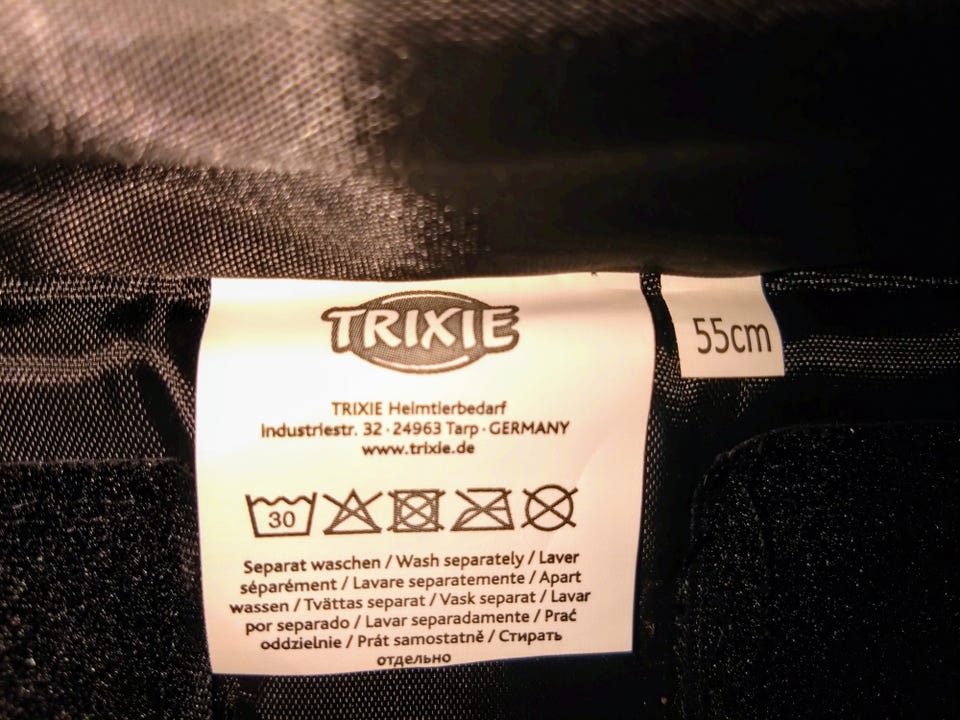 TRIXIE
TRIXIE Heimtierbedarf
Industriestr. 32 · 24963 Tarp · GERMANY
www.trixie.de
30
Separat waschen / Wash separately / Laver
séparément / Lavare separatemente / Apart
wassen / Tvättas separat / Vask separat / Lavar
por separado / Lavar separadamente / Prać
oddzielnie / Prát samostatně / Стирать
отдельно
55cm